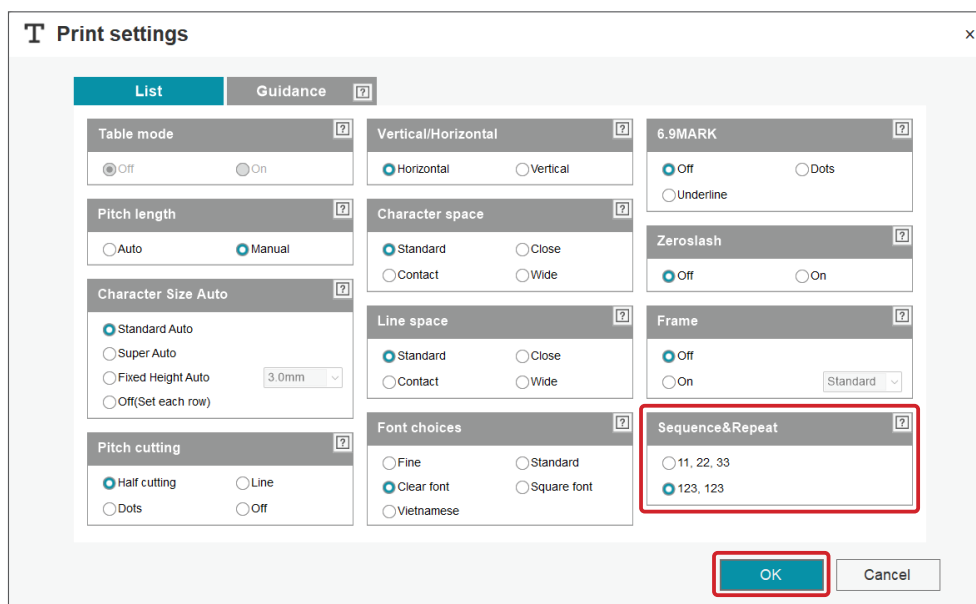 T Print settings
×
List
Guidance ?
Table mode ?
Off On
Pitch length ?
Auto Manual
Character Size Auto ?
Standard Auto
Super Auto
Fixed Height Auto 3.0mm
Off(Set each row)
Pitch cutting ?
Half cutting Line
Dots Off
Vertical/Horizontal ?
Horizontal Vertical
Character space ?
Standard Close
Contact Wide
Line space ?
Standard Close
Contact Wide
Font choices ?
Fine Standard
Clear font Square font
Vietnamese
6.9MARK ?
Off Dots
Underline
Zeroslash ?
Off On
Frame ?
Off
On Standard
Sequence&Repeat ?
11, 22, 33
123, 123
OK Cancel